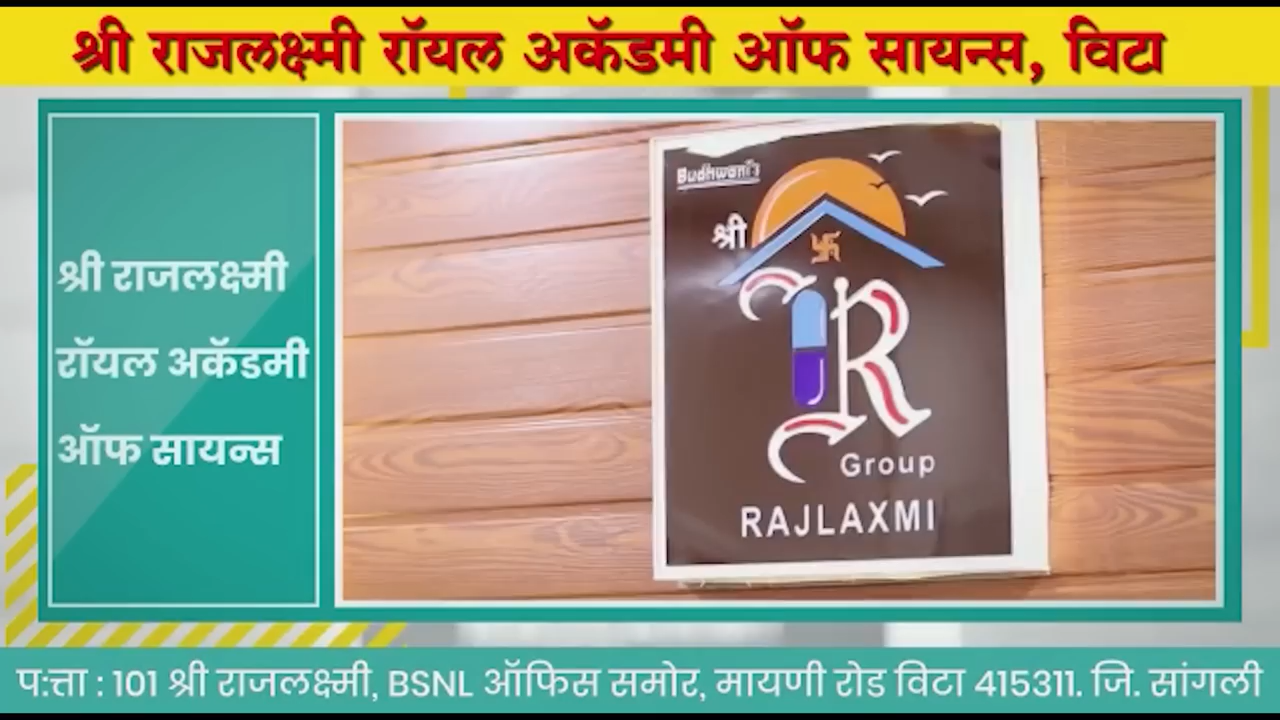 श्री राजलक्ष्मी रॉयल अकॅडमी ऑफ सायन्स, विटा
श्री राजलक्ष्मी
रॉयल अकॅडमी
ऑफ सायन्स
Budhwani's
श्री
R
Group
RAJLAXMI
प:त्ता : 101 श्री राजलक्ष्मी, BSNL ऑफिस समोर, मायणी रोड विटा 415311. जि. सांगली